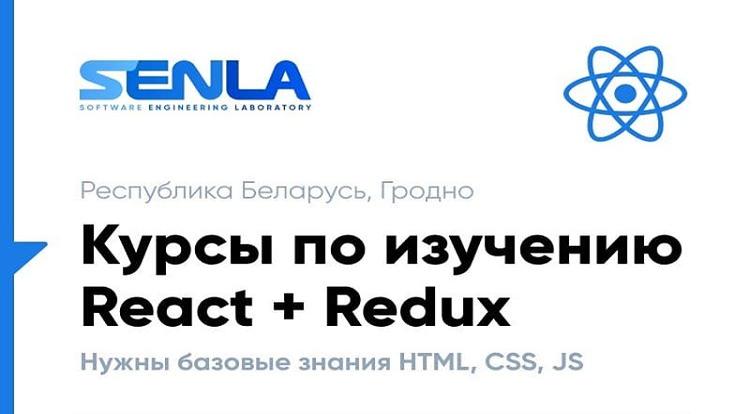 SENLA
SOFTWARE ENGINEERING LABORATORY
Республика Беларусь, Гродно
Курсы по изучению
React + Redux
Нужны базовые знания HTML, CSS, JS